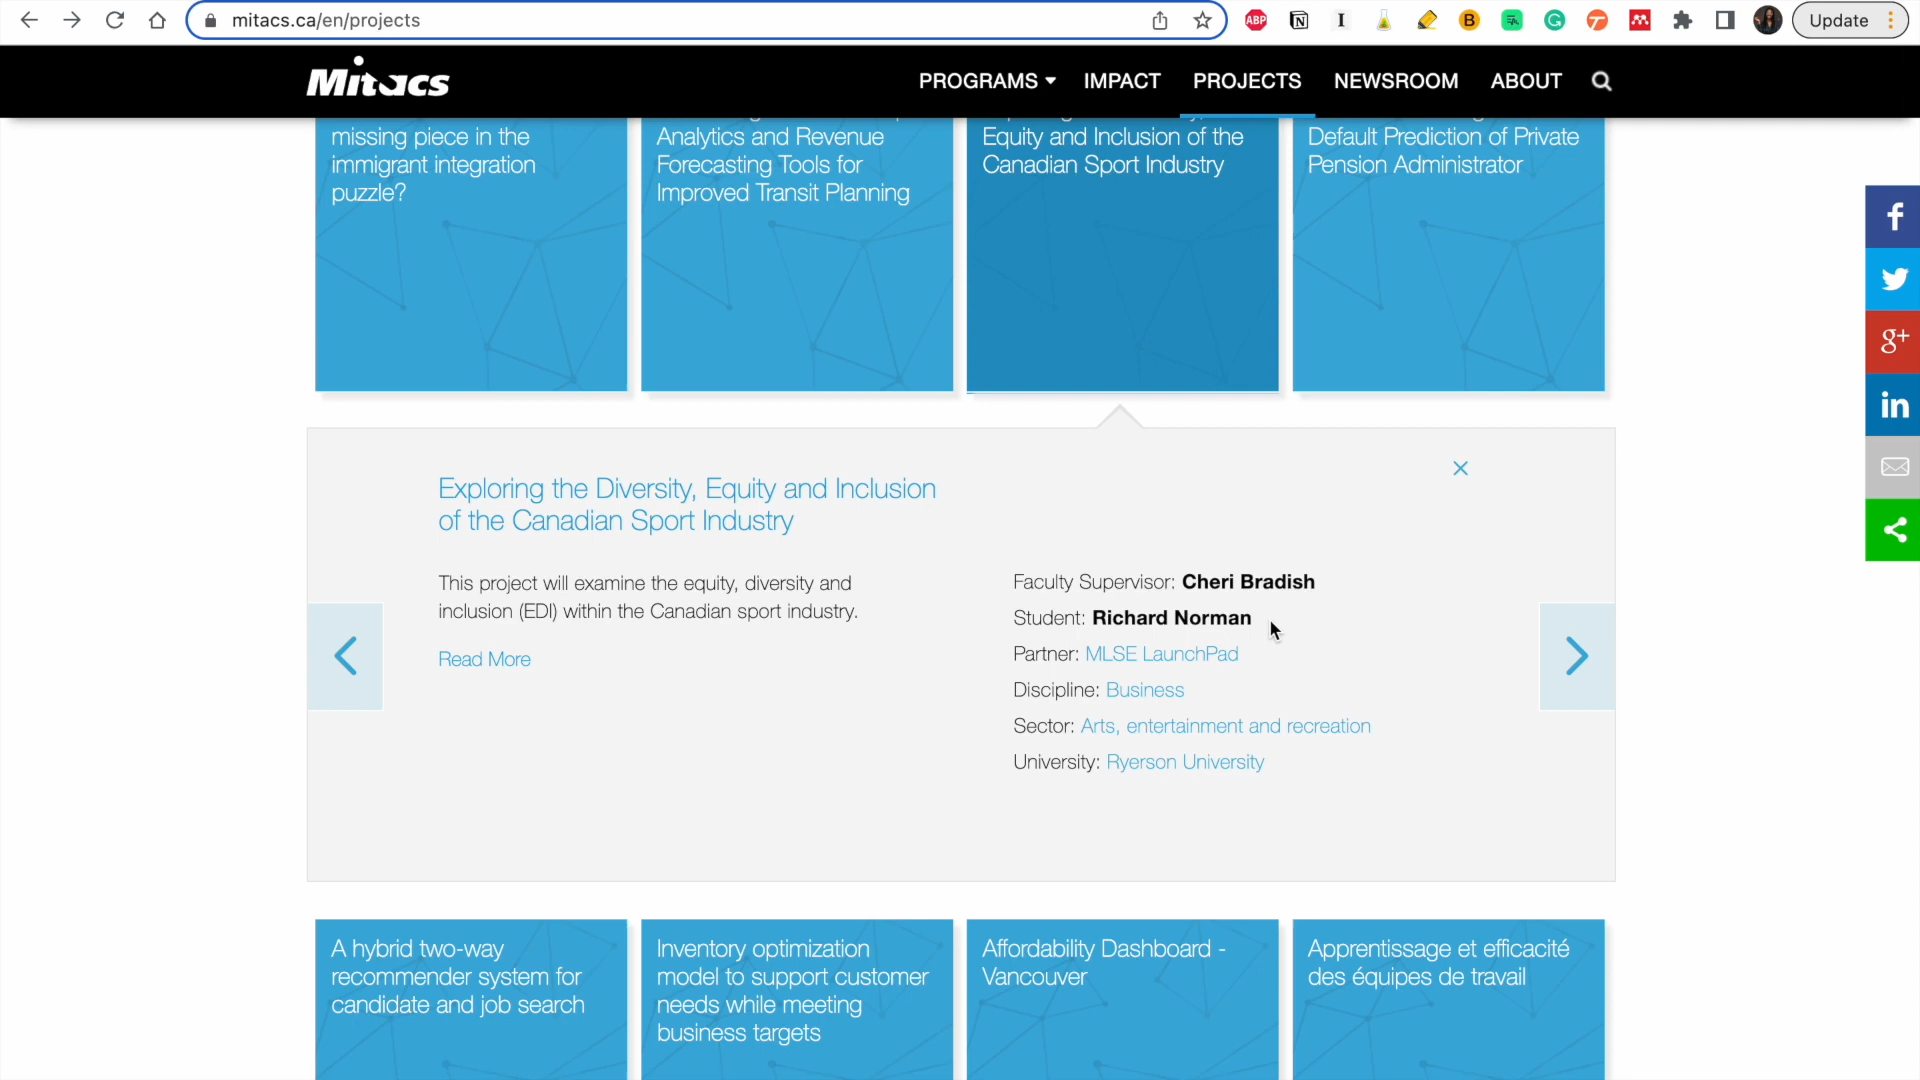 mitacs.ca/en/projects
ABP
N
I
B
G
T
Update
Mitacs
PROGRAMS
IMPACT
PROJECTS
NEWSROOM
ABOUT
missing piece in the
immigrant integration
puzzle?
Analytics and Revenue
Forecasting Tools for
Improved Transit Planning
Equity and Inclusion of the
Canadian Sport Industry
Default Prediction of Private
Pension Administrator
f
g+
in
Exploring the Diversity, Equity and Inclusion
of the Canadian Sport Industry
This project will examine the equity, diversity and
inclusion (EDI) within the Canadian sport industry.
Read More
Faculty Supervisor: Cheri Bradish
Student: Richard Norman
Partner: MLSE LaunchPad
Discipline: Business
Sector: Arts, entertainment and recreation
University: Ryerson University
A hybrid two-way
recommender system for
candidate and job search
Inventory optimization
model to support customer
needs while meeting
business targets
Affordability Dashboard -
Vancouver
Apprentissage et efficacité
des équipes de travail